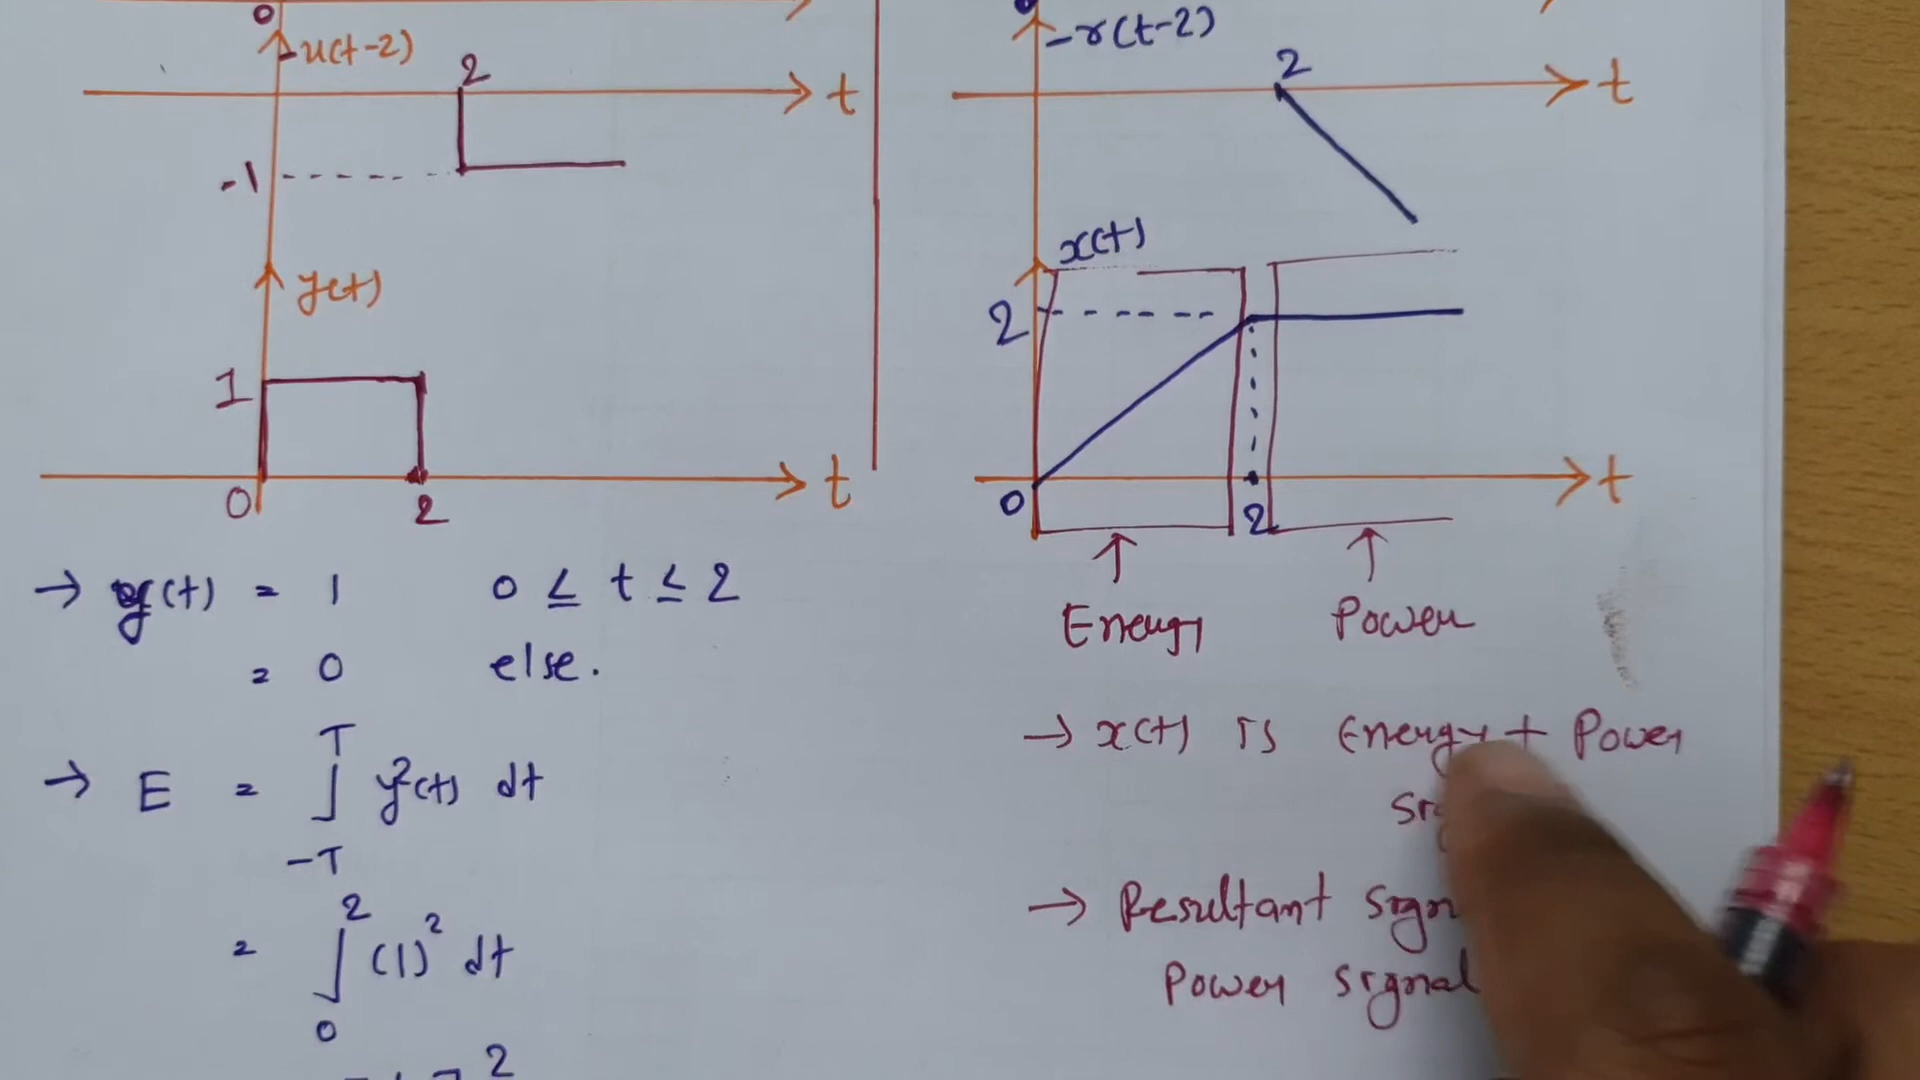 0
-u(t-2)
2
t
-1
y(t)
1
0
2
t
→ y(t) = 1 0 ≤ t ≤ 2
= 0 else.
→ E = ∫ y²(t) dt
T
-T
= ∫ (1)² dt
2
0
2
-r(t-2)
2
t
x(t)
2
0
2
t
↑ ↑
Energy Power
→ x(t) is Energy + Power
→ Resultant
Power signal